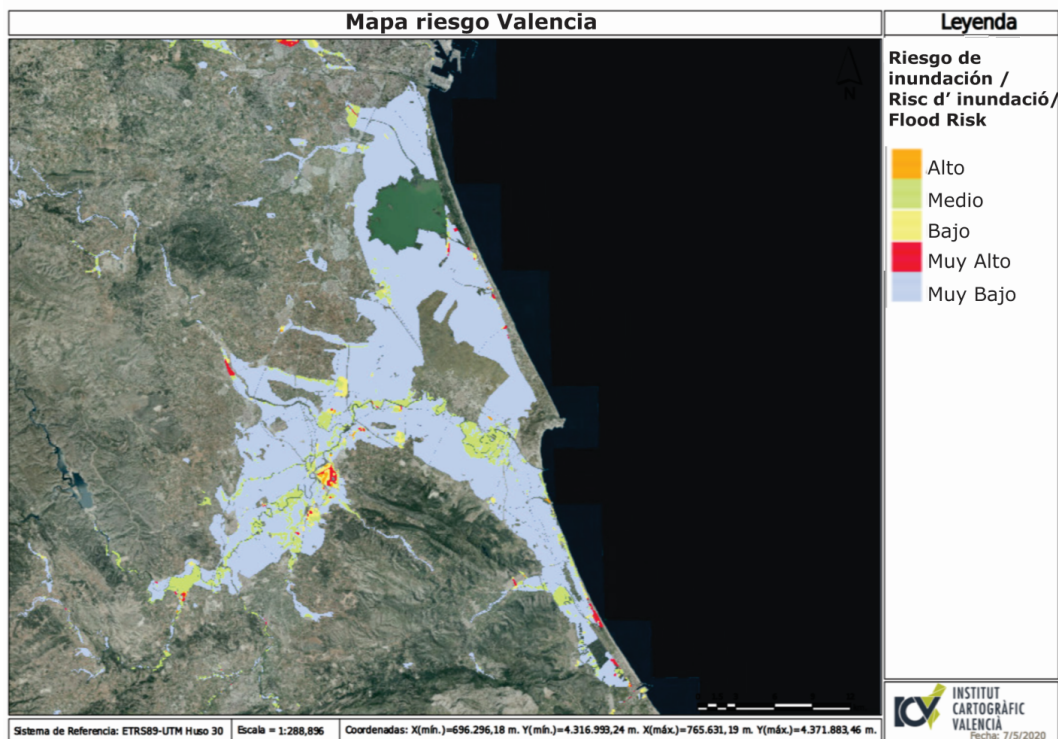 Mapa riesgo Valencia
Leyenda
Riesgo de
inundación /
Risc d' inundació/
Flood Risk
Alto
Medio
Bajo
Muy Alto
Muy Bajo
N
INSTITUT
CARTOGRÀFIC
VALENCIÀ
Fecha: 7/5/2020
Sistema de Referencia: ETRS89-UTM Huso 30
Escala = 1:288,896
Coordenadas: X(mín.)=696.296,18 m. Y(mín.)=4.316.993,24 m. X(máx.)=765.631,19 m. Y(máx.)=4.371.883,46 m.